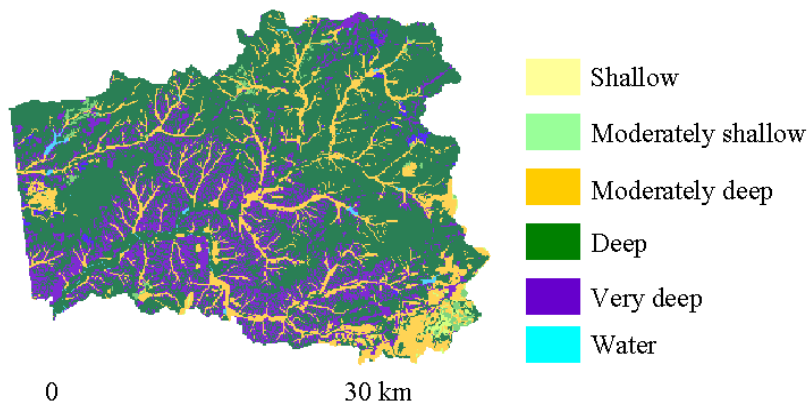 Shallow
Moderately shallow
Moderately deep
Deep
Very deep
Water
0 30 km